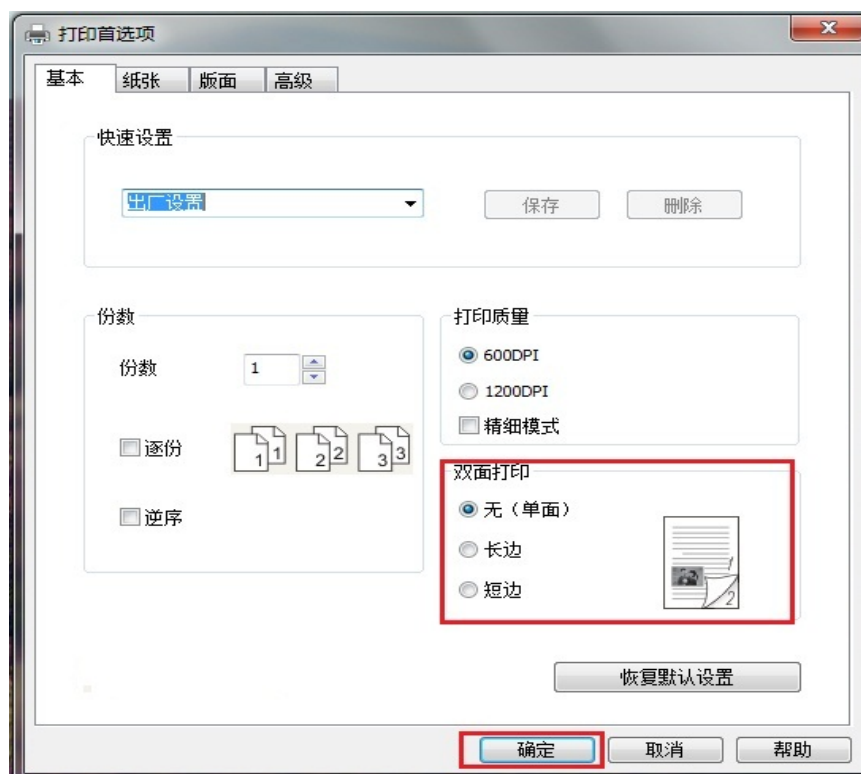 打印首选项
基本 纸张 版面 高级
快速设置
出厂设置 保存 删除
份数
份数 1
逐份 1 1 2 2 3 3
逆序
打印质量
600DPI
1200DPI
精细模式
双面打印
无（单面）
长边
短边
1
2
恢复默认设置
确定 取消 帮助